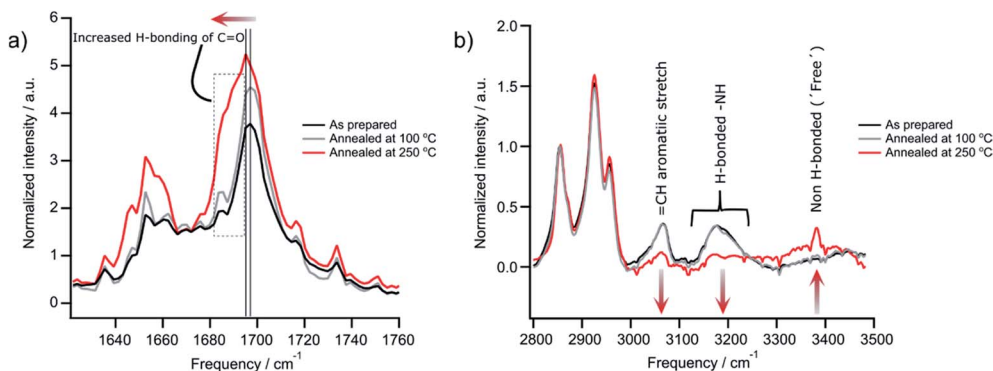 a)
6
5
4
3
2
1
0
Normalized intensity / a.u.
Increased H-bonding of C=O
As prepared
Annealed at 100 ºC
Annealed at 250 ºC
1640
1660
1680
1700
1720
1740
1760
Frequency / cm-1
b)
2.0
1.5
1.0
0.5
0.0
Normalized intensity / a.u.
=CH aromatiic stretch
H-bonded -NH
Non H-bonded (´Free´)
As prepared
Annealed at 100 ºC
Annealed at 250 ºC
2800
2900
3000
3100
3200
3300
3400
3500
Frequency / cm-1